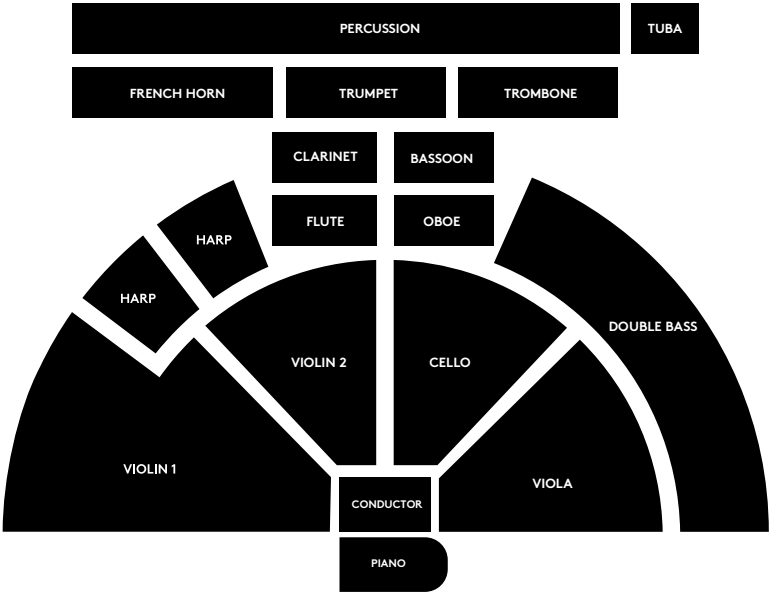 PERCUSSION
TUBA
FRENCH HORN
TRUMPET
TROMBONE
CLARINET
BASSOON
FLUTE
OBOE
HARP
HARP
DOUBLE BASS
VIOLIN 2
CELLO
VIOLIN 1
VIOLA
CONDUCTOR
PIANO